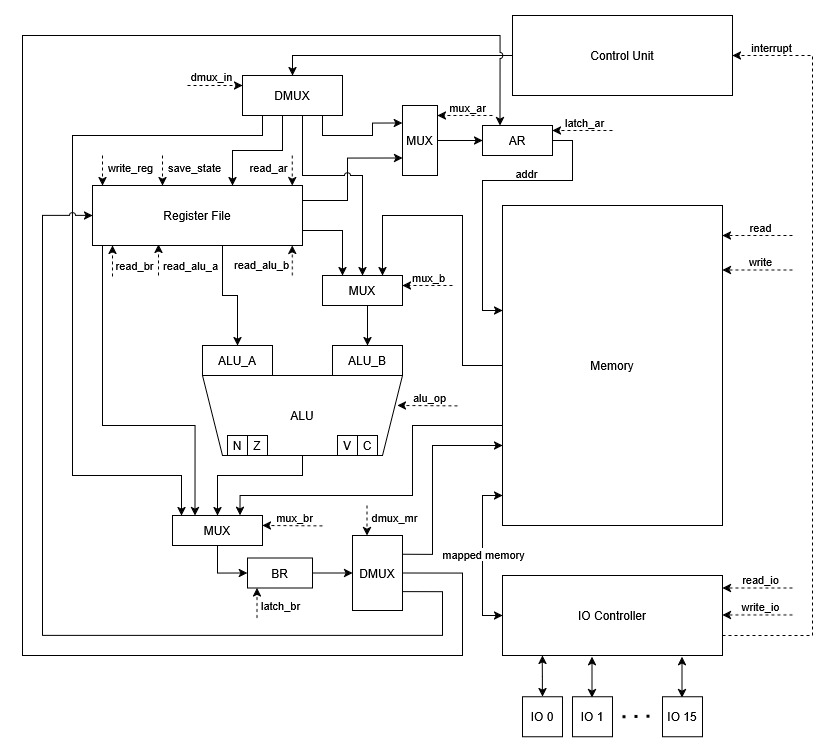 Control Unit
interrupt
dmux_in
DMUX
mux_ar
MUX
AR
latch_ar
addr
write_reg
save_state
read_ar
Register File
read
write
read_br
read_alu_a
read_alu_b
MUX
mux_b
ALU_A
ALU_B
Memory
ALU
alu_op
N
Z
V
C
MUX
mux_br
dmux_mr
mapped memory
BR
DMUX
latch_br
IO Controller
read_io
write_io
IO 0
IO 1
• • •
IO 15